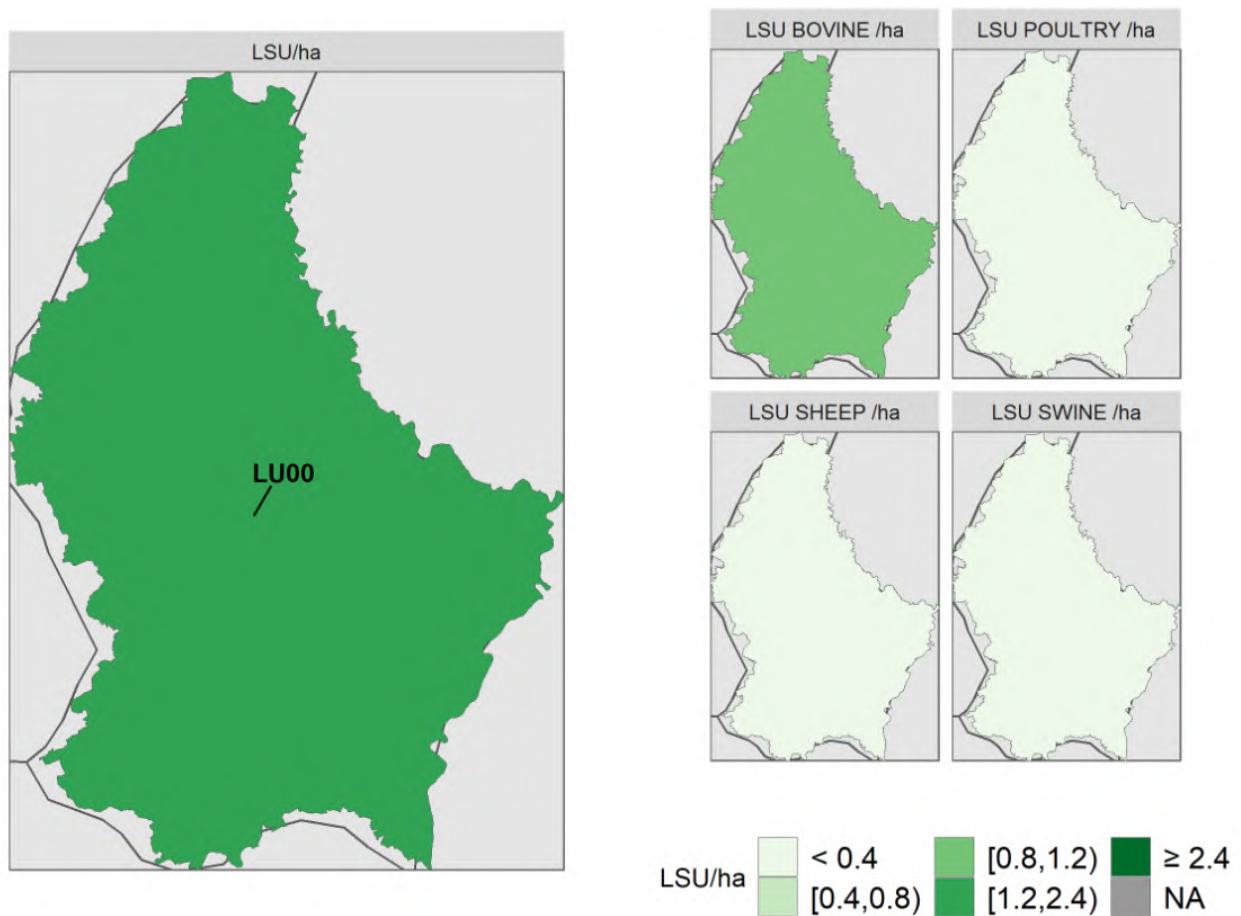 LSU/ha
LU00
LSU BOVINE /ha
LSU POULTRY /ha
LSU SHEEP /ha
LSU SWINE /ha
LSU/ha
< 0.4
[0.8,1.2)
≥ 2.4
[0.4,0.8)
[1.2,2.4)
NA